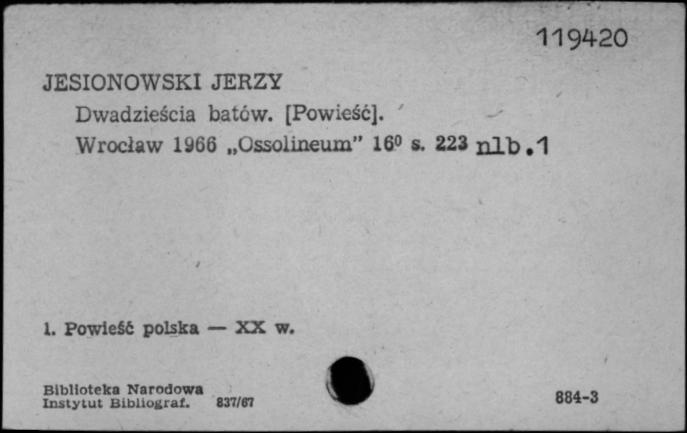 119420
JESIONOWSKI JERZY
Dwadzieścia batów. [Powieść].
Wrocław 1966 „Ossolineum” 16⁰ s. 223 nlb.1
1. Powieść polska — XX w.
Biblioteka Narodowa
Instytut Bibliograf. 837/67
884-3